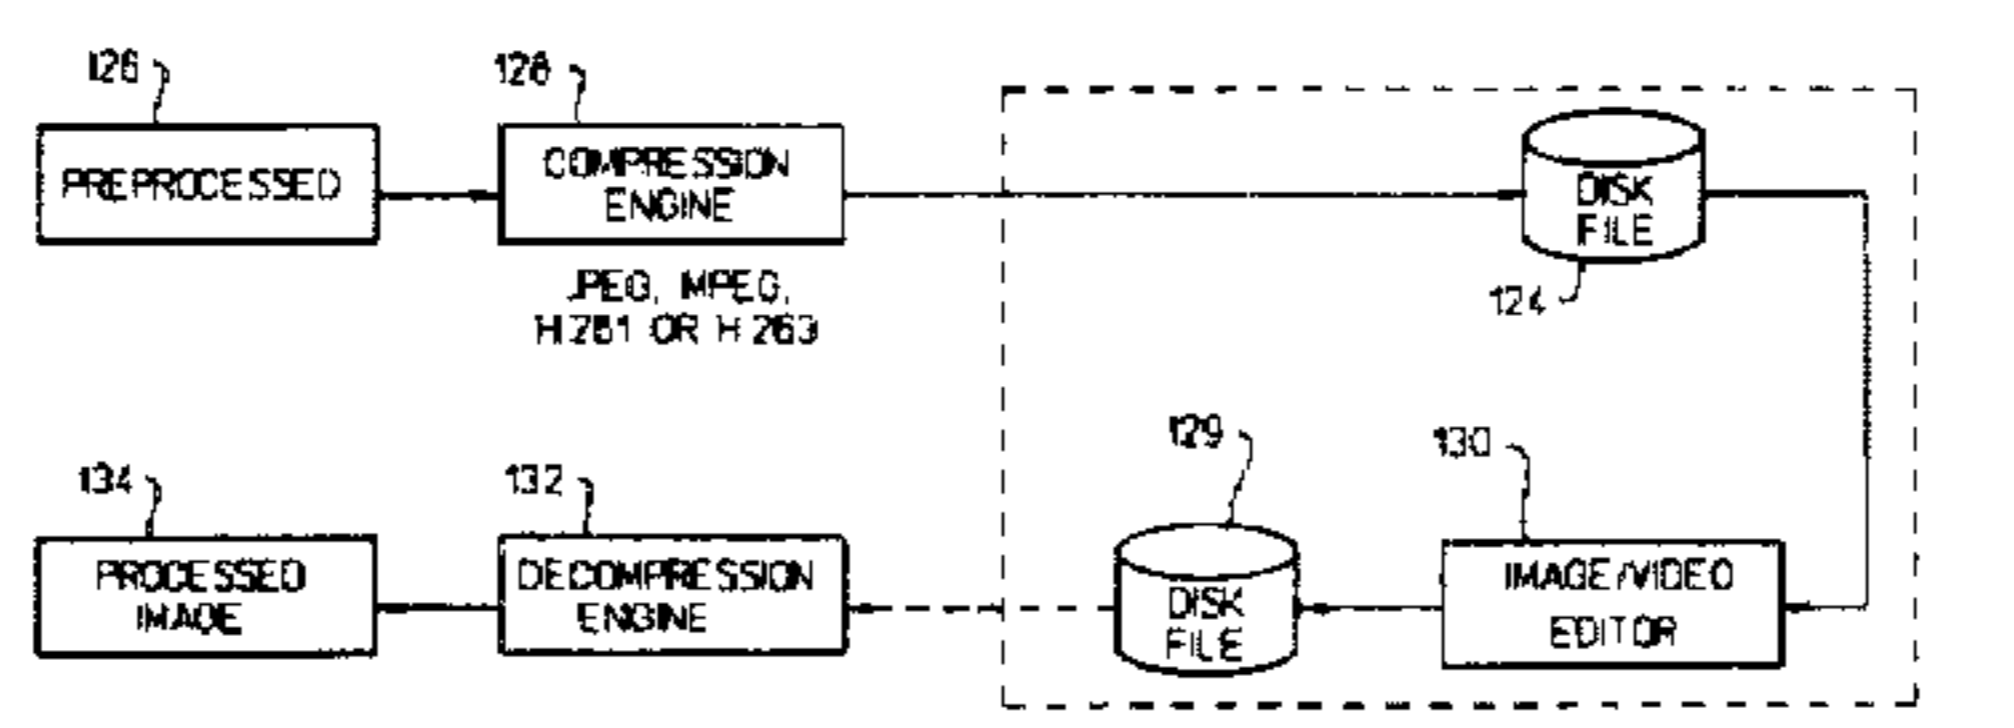 126
128
PREPROCESSED
COMPRESSION
ENGINE
DISK
FILE
124
JPEG, MPEG,
H.261 OR H.263
129
130
134
132
PROCESSED
IMAGE
DECOMPRESSION
ENGINE
DISK
FILE
IMAGE/VIDEO
EDITOR